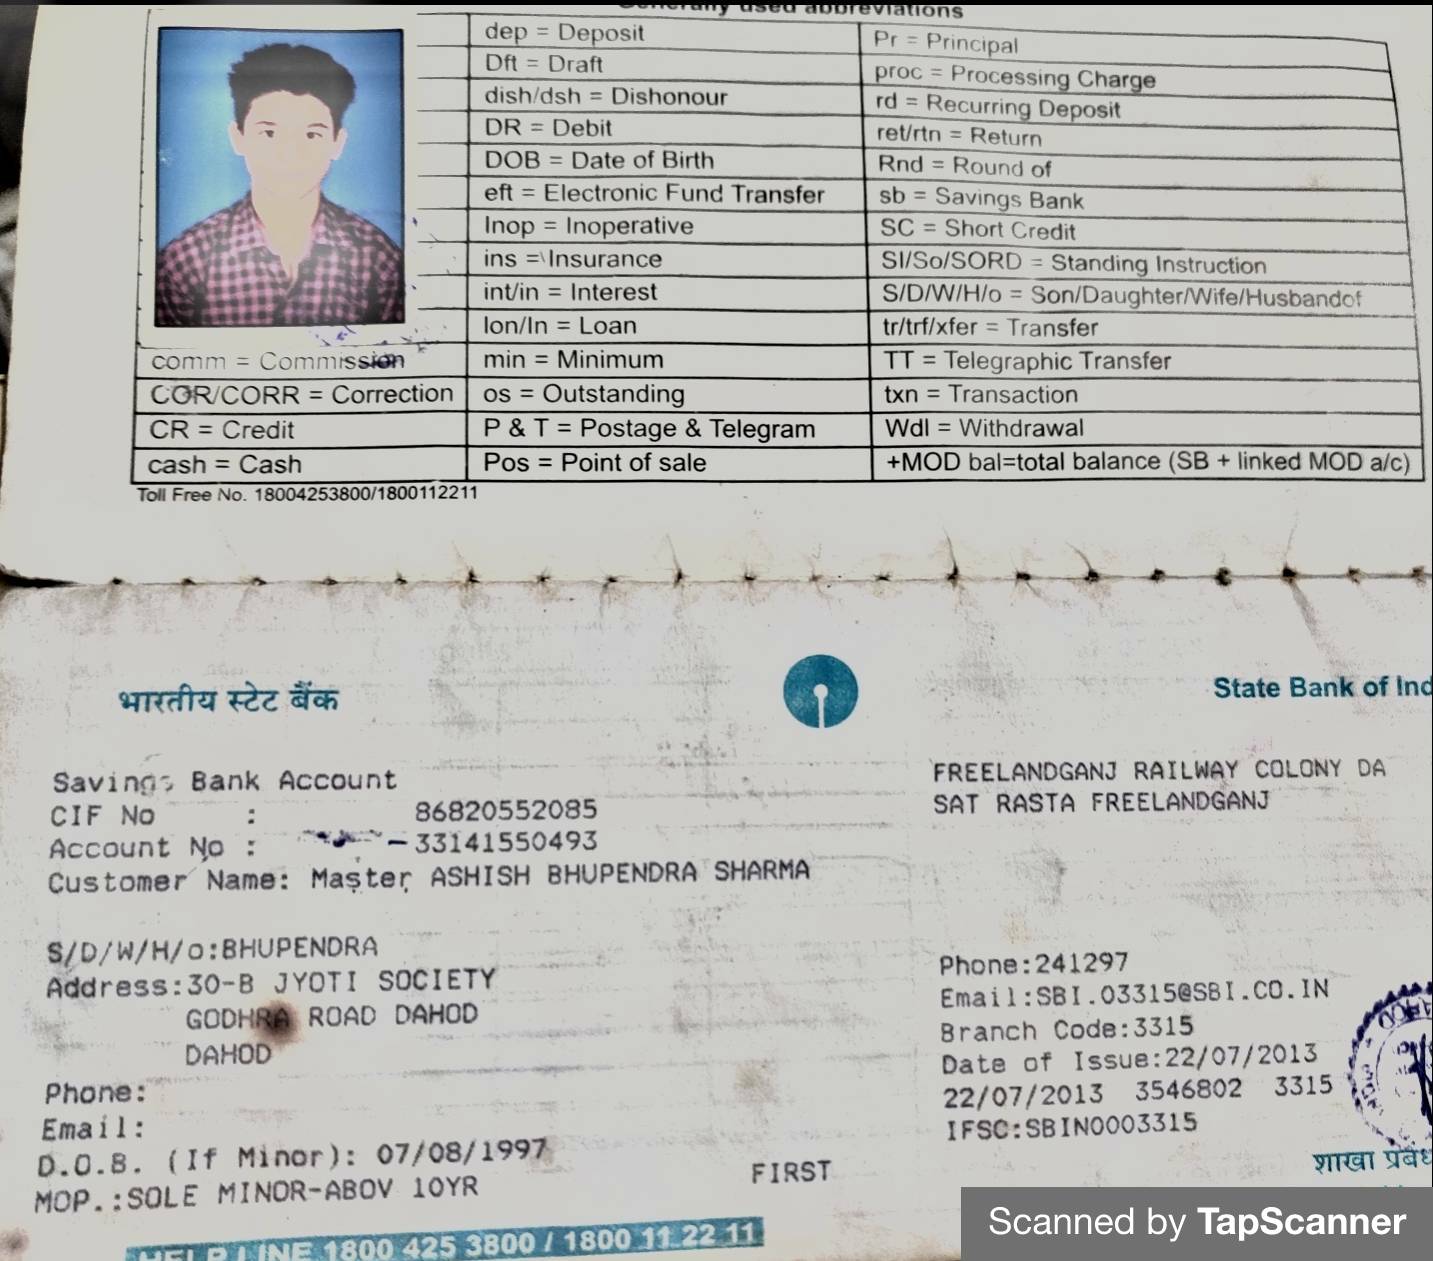 Generally used abbreviations
dep = Deposit
Pr = Principal
Dft = Draft
proc = Processing Charge
dish/dsh = Dishonour
rd = Recurring Deposit
DR = Debit
ret/rtn = Return
DOB = Date of Birth
Rnd = Round of
eft = Electronic Fund Transfer
sb = Savings Bank
Inop = Inoperative
SC = Short Credit
ins = Insurance
SI/So/SORD = Standing Instruction
int/in = Interest
S/D/W/H/o = Son/Daughter/Wife/Husbandof
lon/ln = Loan
tr/trf/xfer = Transfer
comm = Commission
min = Minimum
TT = Telegraphic Transfer
COR/CORR = Correction
os = Outstanding
txn = Transaction
CR = Credit
P & T = Postage & Telegram
Wdl = Withdrawal
cash = Cash
Pos = Point of sale
+MOD bal=total balance (SB + linked MOD a/c)
Toll Free No. 18004253800/1800112211
भारतीय स्टेट बैंक
State Bank of Ind
Savings Bank Account
CIF No : 86820552085
Account No : -33141550493
Customer Name: Master ASHISH BHUPENDRA SHARMA
S/D/W/H/o:BHUPENDRA
Address:30-B JYOTI SOCIETY
GODHRA ROAD DAHOD
DAHOD
Phone:
Email:
D.O.B. (If Minor): 07/08/1997
MOP.:SOLE MINOR-ABOV 10YR
FREELANDGANJ RAILWAY COLONY DA
SAT RASTA FREELANDGANJ
Phone:241297
Email:SBI.03315@SBI.CO.IN
Branch Code:3315
Date of Issue:22/07/2013
22/07/2013 3546802 3315
IFSC:SBIN0003315
FIRST
शाखा प्रबंध
HELP LINE 1800 425 3800 / 1800 11 22 11
Scanned by TapScanner